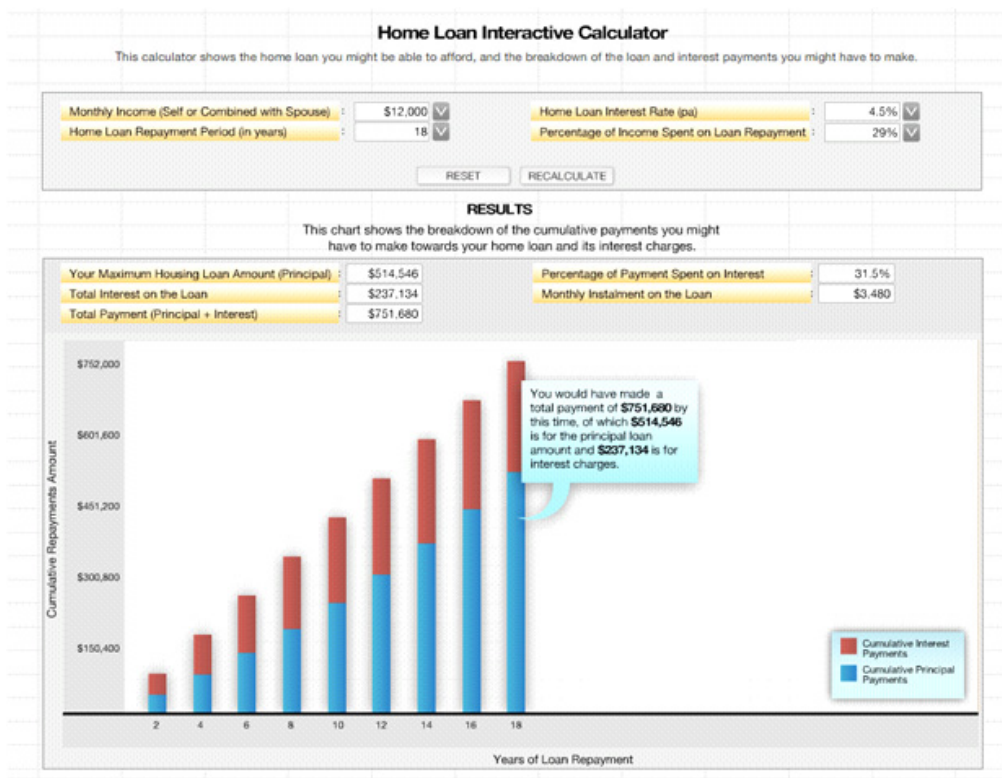 Home Loan Interactive Calculator
This calculator shows the home loan you might be able to afford, and the breakdown of the loan and interest payments you might have to make.
Monthly Income (Self or Combined with Spouse) : $12,000
Home Loan Interest Rate (pa) : 4.5%
Home Loan Repayment Period (in years) : 18
Percentage of Income Spent on Loan Repayment : 29%
RESET RECALCULATE
RESULTS
This chart shows the breakdown of the cumulative payments you might
have to make towards your home loan and its interest charges.
Your Maximum Housing Loan Amount (Principal) : $514,546
Percentage of Payment Spent on Interest : 31.5%
Total Interest on the Loan : $237,134
Monthly Instalment on the Loan : $3,480
Total Payment (Principal + Interest) : $751,680
Cumulative Repayments Amount
$752,000
$601,600
$451,200
$300,800
$150,400
You would have made a
total payment of $751,680 by
this time, of which $514,546
is for the principal loan
amount and $237,134 is for
interest charges.
Cumulative Interest
Payments
Cumulative Principal
Payments
2 4 6 8 10 12 14 16 18
Years of Loan Repayment